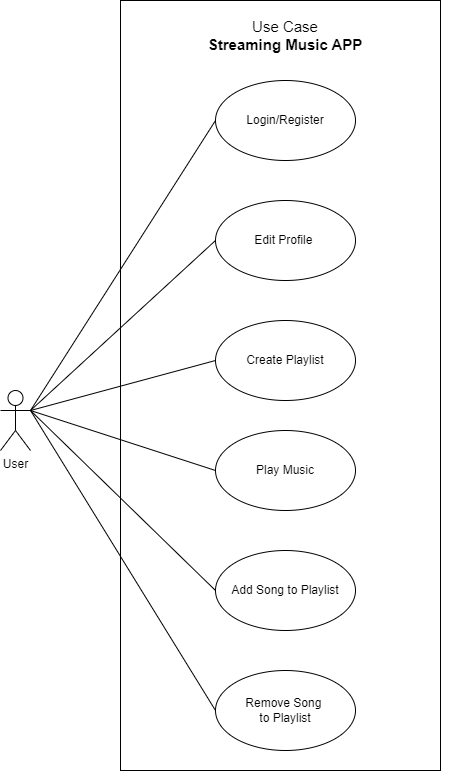 Use Case
Streaming Music APP
Login/Register
Edit Profile
Create Playlist
User
Play Music
Add Song to Playlist
Remove Song
to Playlist